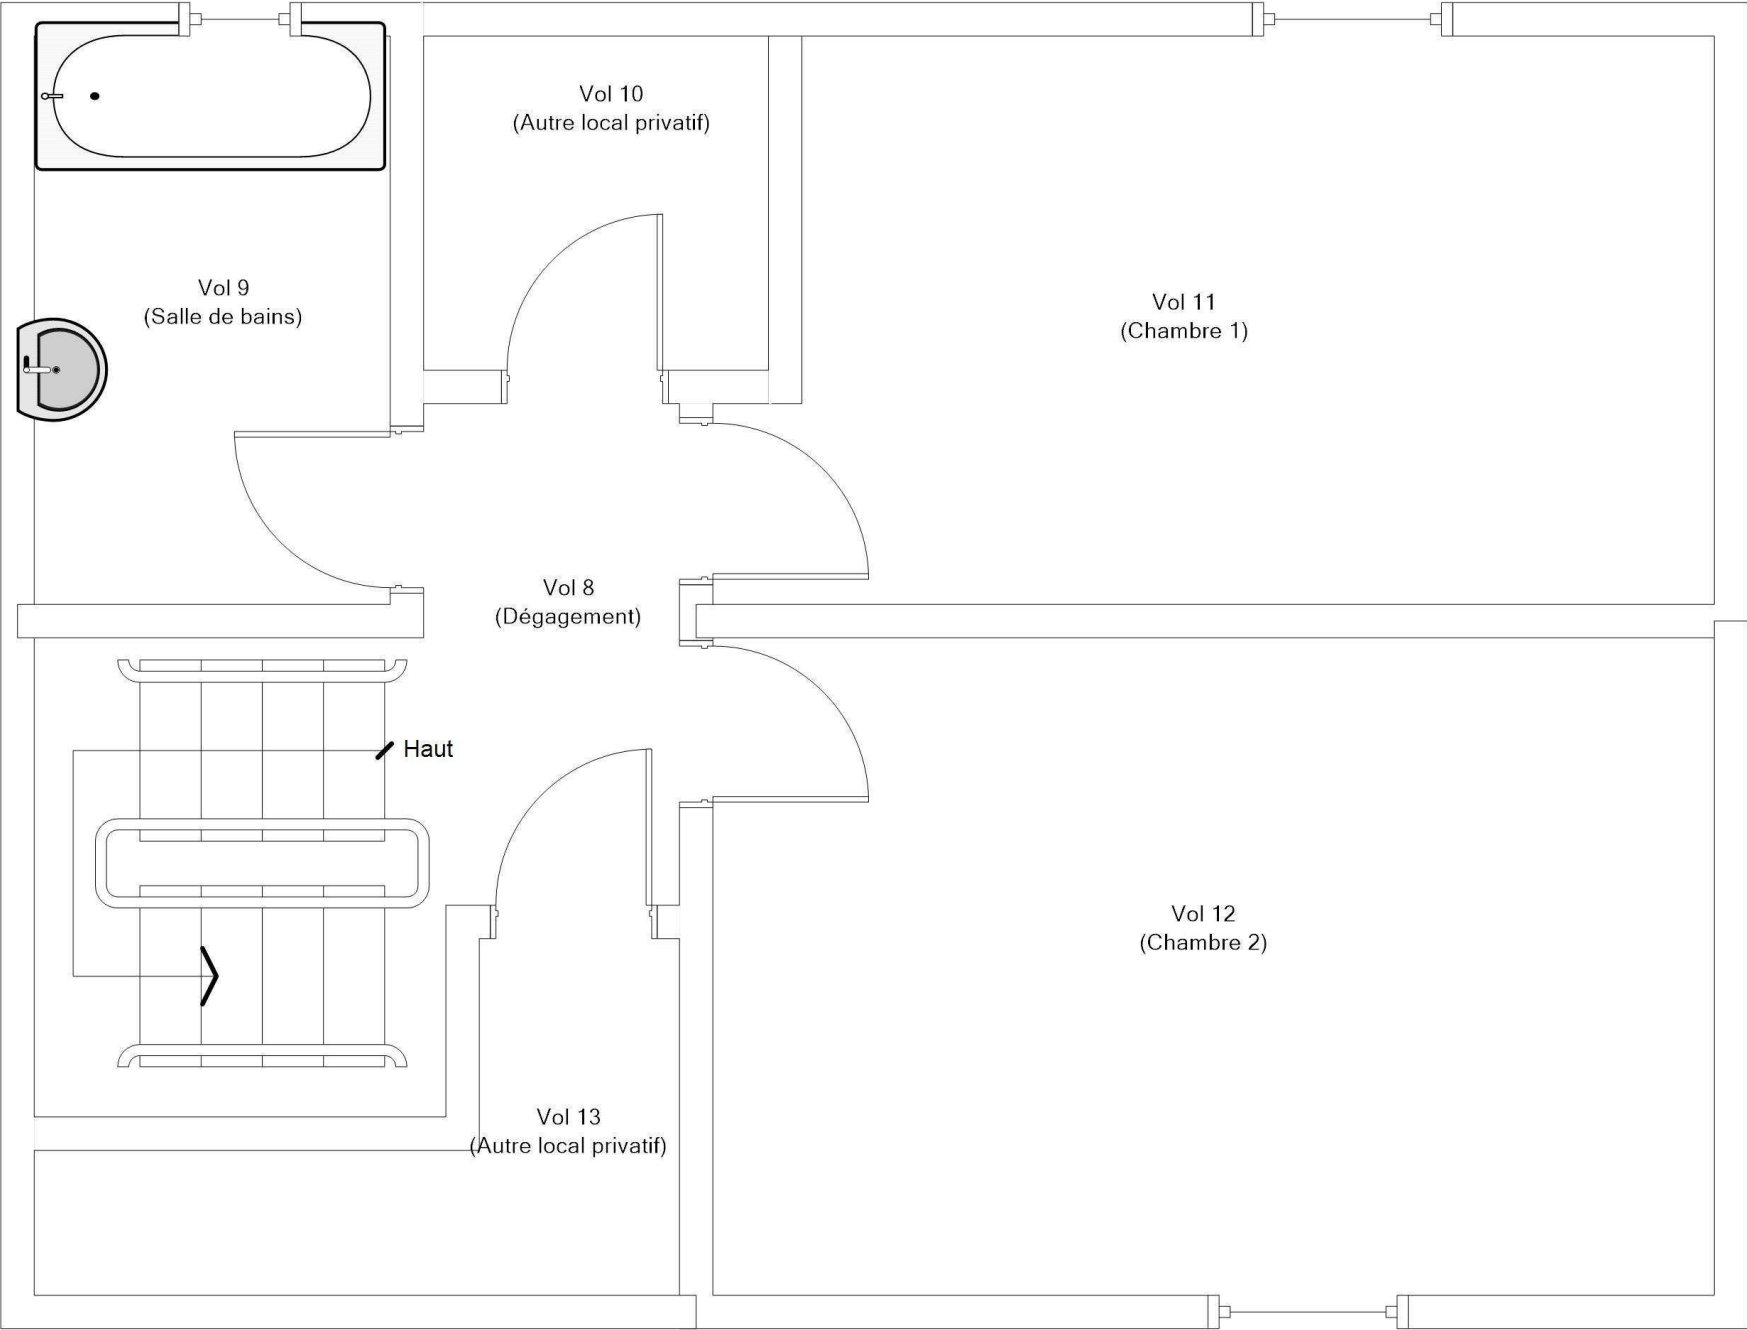 Vol 10
(Autre local privatif)
Vol 9
(Salle de bains)
Vol 11
(Chambre 1)
Vol 8
(Dégagement)
Haut
Vol 12
(Chambre 2)
Vol 13
(Autre local privatif)